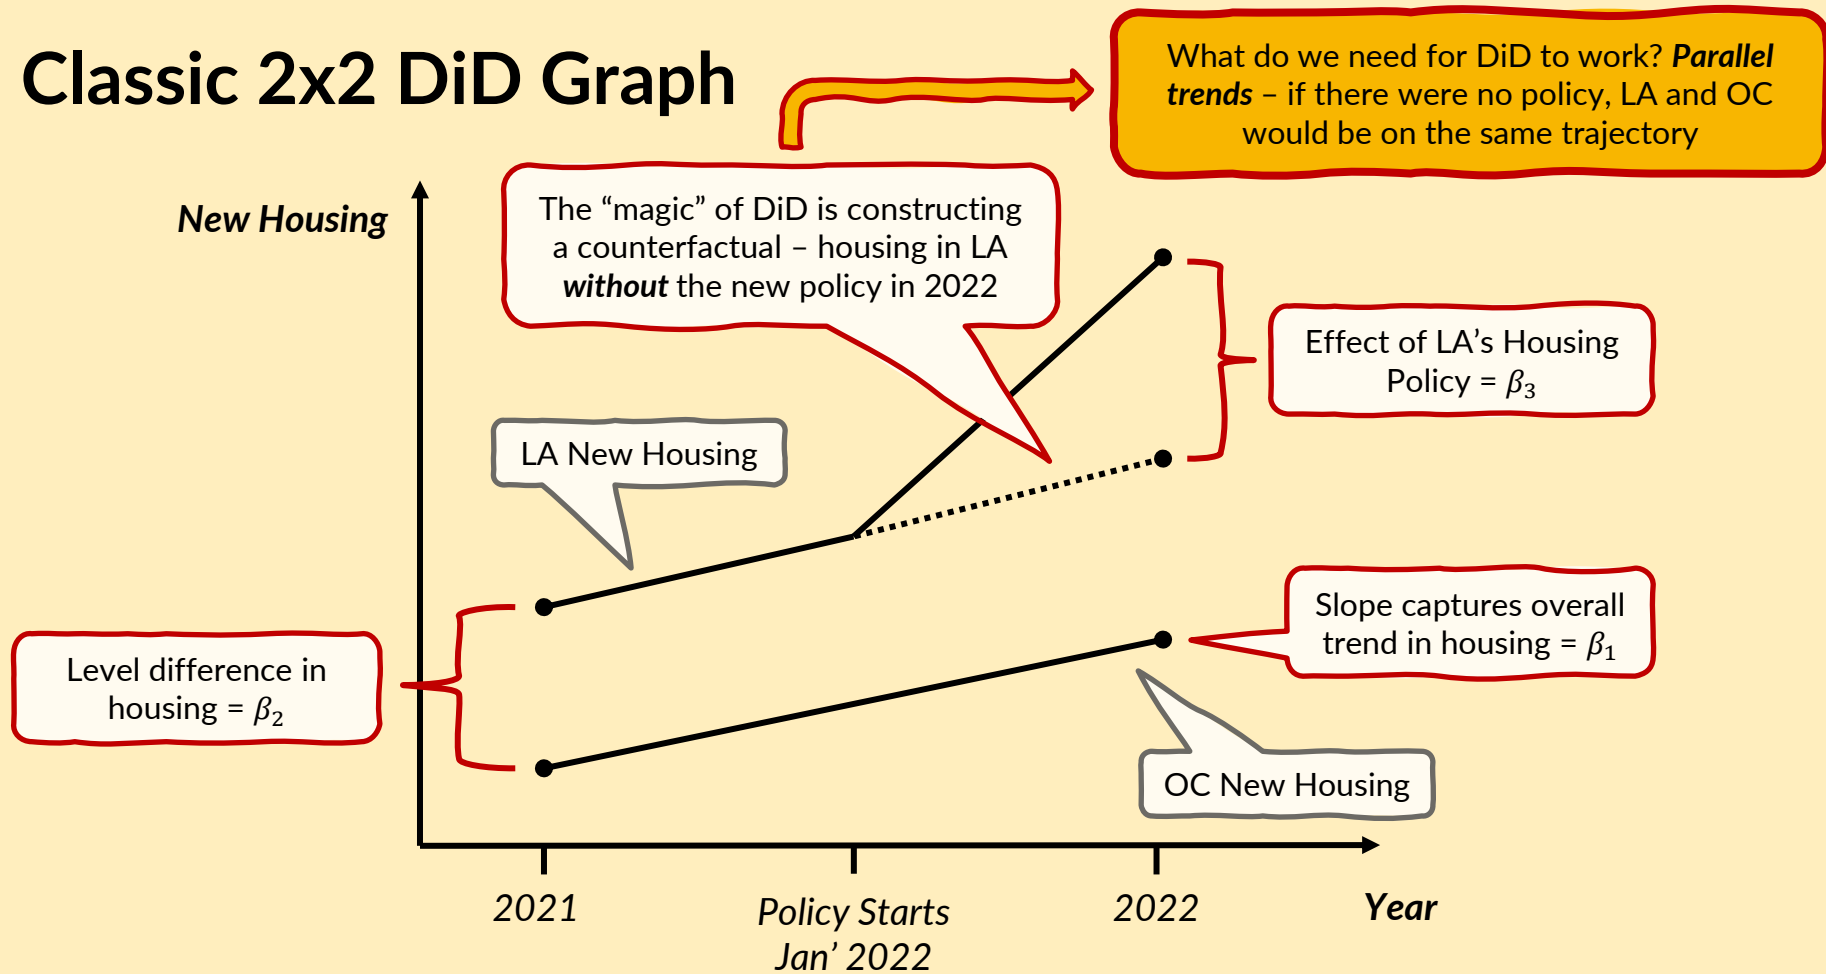 Classic 2x2 DiD Graph
What do we need for DiD to work? Parallel
trends – if there were no policy, LA and OC
would be on the same trajectory
New Housing
The “magic” of DiD is constructing
a counterfactual – housing in LA
without the new policy in 2022
Effect of LA’s Housing
Policy = β₃
LA New Housing
Slope captures overall
trend in housing = β₁
Level difference in
housing = β₂
OC New Housing
2021
Policy Starts
Jan’ 2022
2022
Year